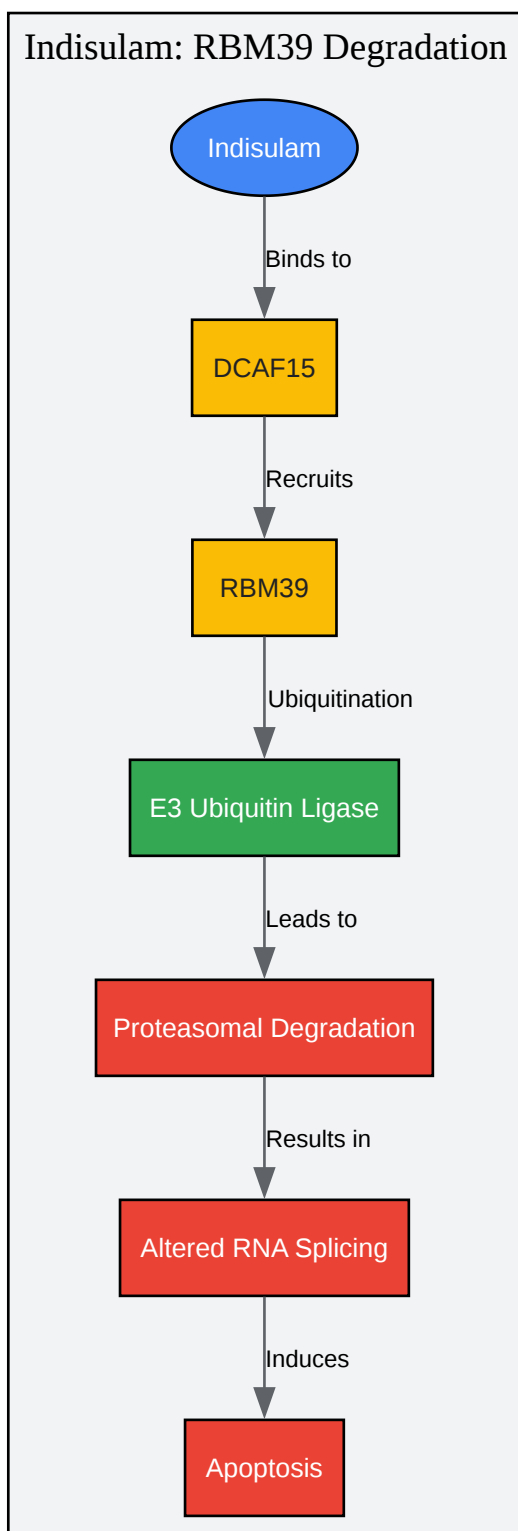 Indisulam: RBM39 Degradation
Indisulam
Binds to
DCAF15
Recruits
RBM39
Ubiquitination
E3 Ubiquitin Ligase
Leads to
Proteasomal Degradation
Results in
Altered RNA Splicing
Induces
Apoptosis